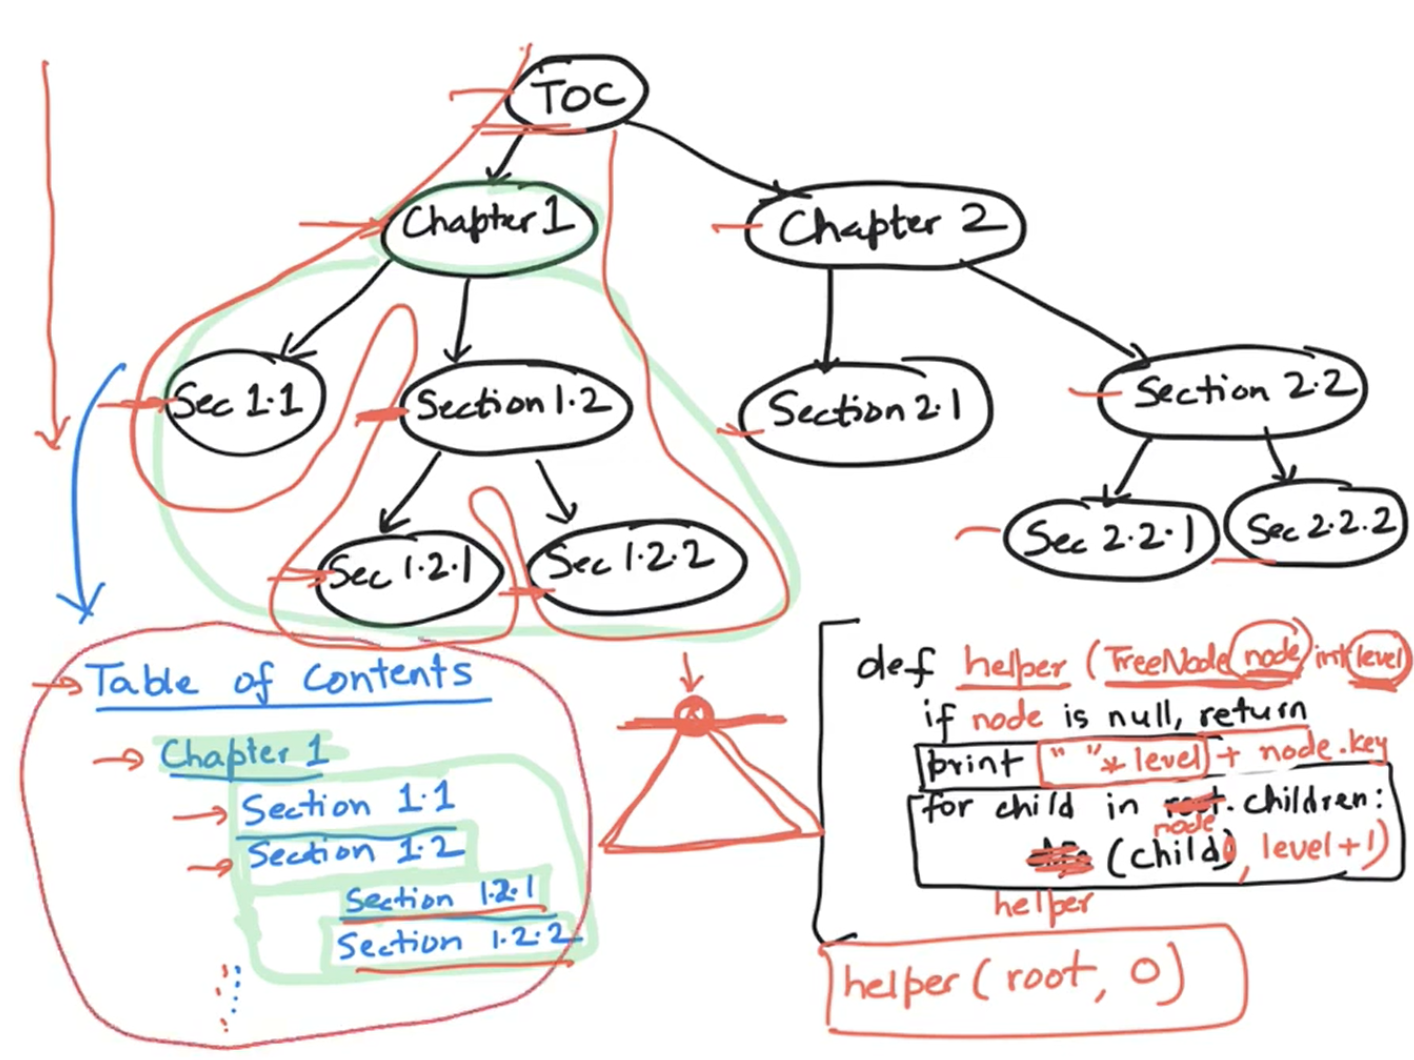 TOC
Chapter 1
Chapter 2
Sec 1.1
Section 1.2
Section 2.1
Section 2.2
Sec 1.2.1
Sec 1.2.2
Sec 2.2.1
Sec 2.2.2
Table of Contents
Chapter 1
Section 1.1
Section 1.2
Section 1.2.1
Section 1.2.2
def helper (TreeNode node, int level)
if node is null, return
print " " * level + node.key
for child in node.children:
helper (child, level+1)
helper (root, 0)